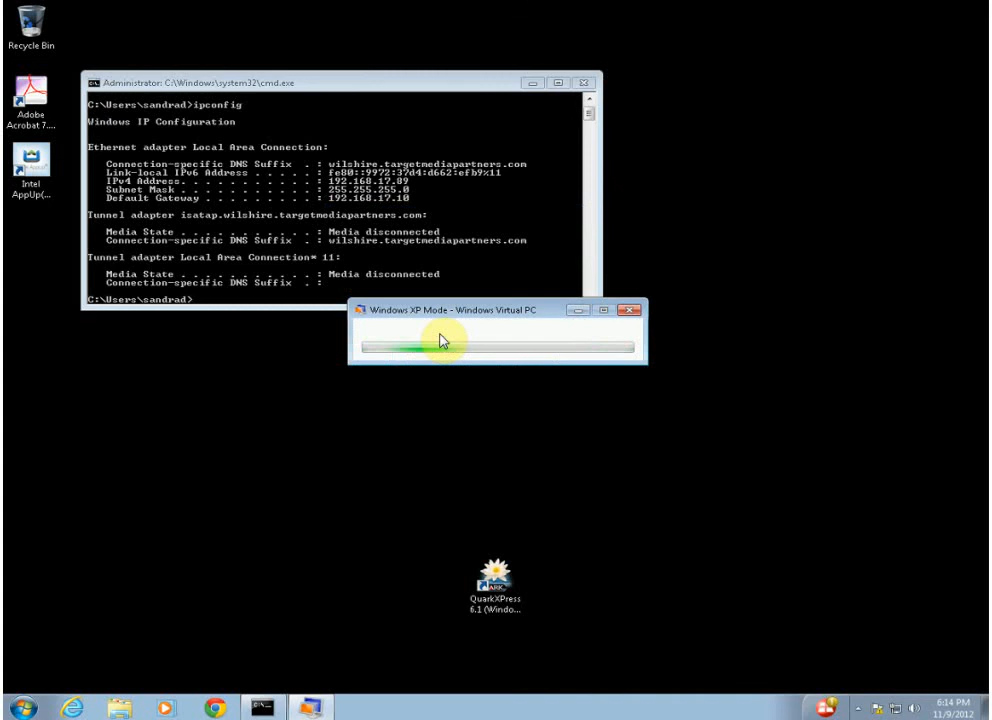 Recycle Bin
Adobe
Acrobat 7....
Intel
AppUp(...
Administrator: C:\Windows\system32\cmd.exe
C:\Users\sandrad>ipconfig
Windows IP Configuration
Ethernet adapter Local Area Connection:
Connection-specific DNS Suffix  . : wilshire.targetmediapartners.com
Link-local IPv6 Address . . . . . : fe80::9972:37d4:d662:efb9%11
IPv4 Address. . . . . . . . . . . : 192.168.17.89
Subnet Mask . . . . . . . . . . . : 255.255.255.0
Default Gateway . . . . . . . . . : 192.168.17.10
Tunnel adapter isatap.wilshire.targetmediapartners.com:
Media State . . . . . . . . . . . : Media disconnected
Connection-specific DNS Suffix  . : wilshire.targetmediapartners.com
Tunnel adapter Local Area Connection* 11:
Media State . . . . . . . . . . . : Media disconnected
Connection-specific DNS Suffix  . :
C:\Users\sandrad>
Windows XP Mode - Windows Virtual PC
QuarkXPress
6.1 (Windo...
6:14 PM
11/9/2012